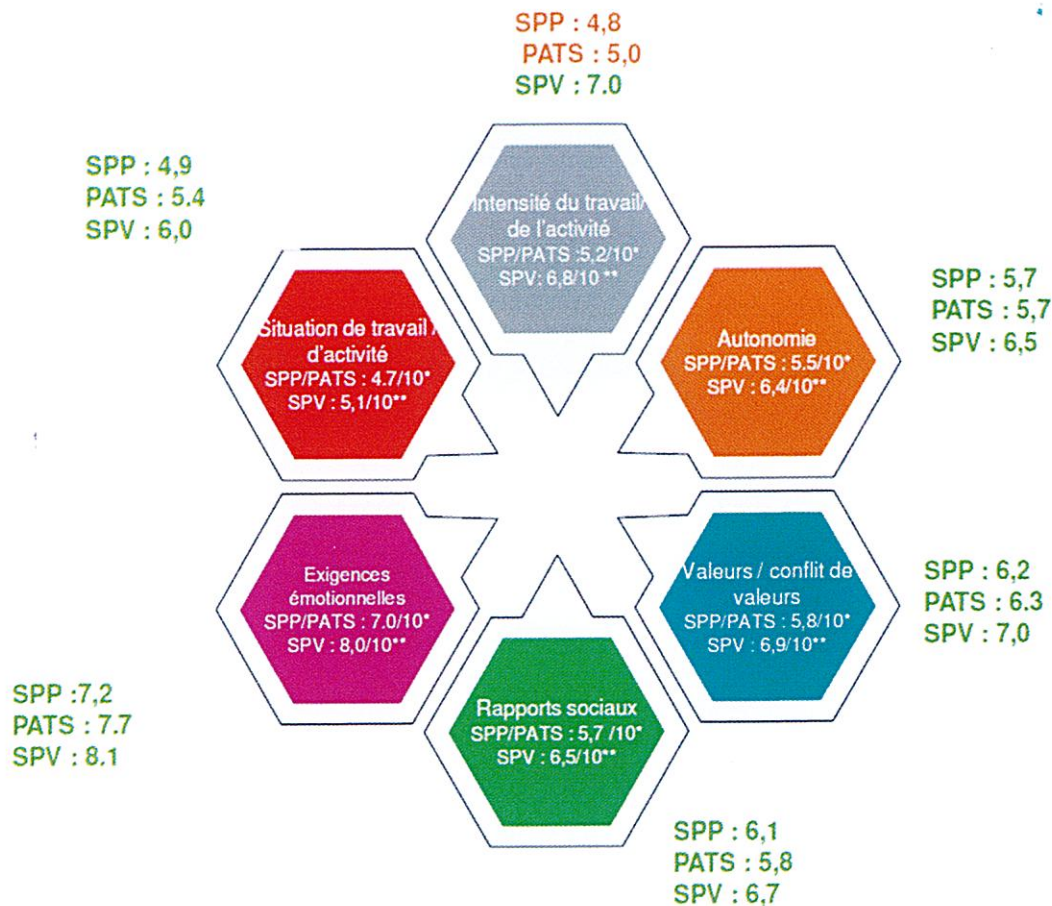 SPP : 4,8
PATS : 5,0
SPV : 7.0
SPP : 4,9
PATS : 5.4
SPV : 6,0
Intensité du travail/
de l'activité
SPP/PATS :5,2/10*
SPV: 6,8/10 **
Situation de travail /
d'activité
SPP/PATS : 4.7/10*
SPV : 5,1/10**
Autonomie
SPP/PATS : 5.5/10*
SPV : 6,4/10**
SPP : 5,7
PATS : 5,7
SPV : 6,5
Exigences
émotionnelles
SPP/PATS : 7.0/10*
SPV : 8,0/10**
Valeurs / conflit de
valeurs
SPP/PATS : 5,8/10*
SPV : 6,9/10**
SPP : 6,2
PATS : 6.3
SPV : 7,0
SPP :7,2
PATS : 7.7
SPV : 8.1
Rapports sociaux
SPP/PATS : 5,7 /10*
SPV : 6,5/10**
SPP : 6,1
PATS : 5,8
SPV : 6,7